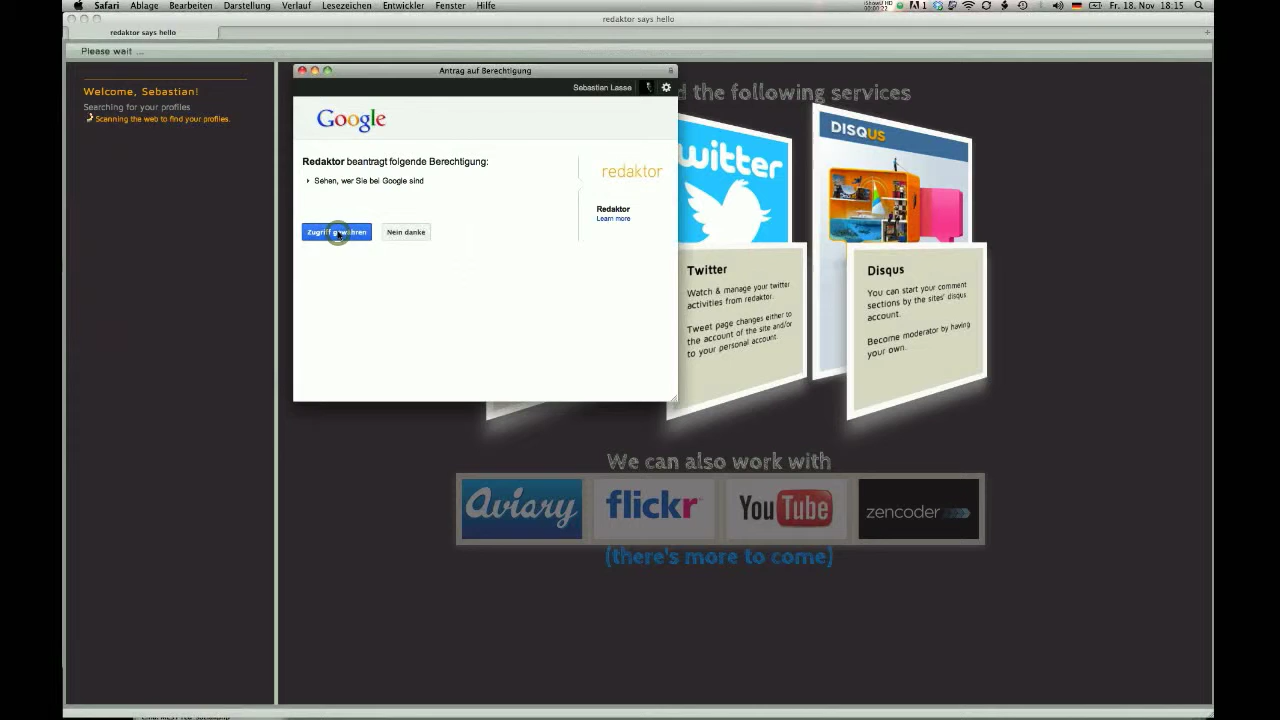 Safari Ablage Bearbeiten Darstellung Verlauf Lesezeichen Entwickler Fenster Hilfe
Fr. 18. Nov 18:15
redaktor says hello
redaktor says hello
Please wait ...
Welcome, Sebastian!
Searching for your profiles
Scanning the web to find your profiles.
Antrag auf Berechtigung
Sebastian Lasse
Google
Redaktor beantragt folgende Berechtigung:
Sehen, wer Sie bei Google sind
Zugriff gewähren
Nein danke
redaktor
Redaktor
Learn more
d the following services
twitter
Twitter
Watch & manage your twitter
activities from redaktor.
Tweet page changes either to
the account of the site and/or
to your personal account.
DISQUS
Disqus
You can start your comment
sections by the sites' disqus
account.
Become moderator by having
your own.
We can also work with
Aviary
flickr
YouTube
zencoder
(there's more to come)